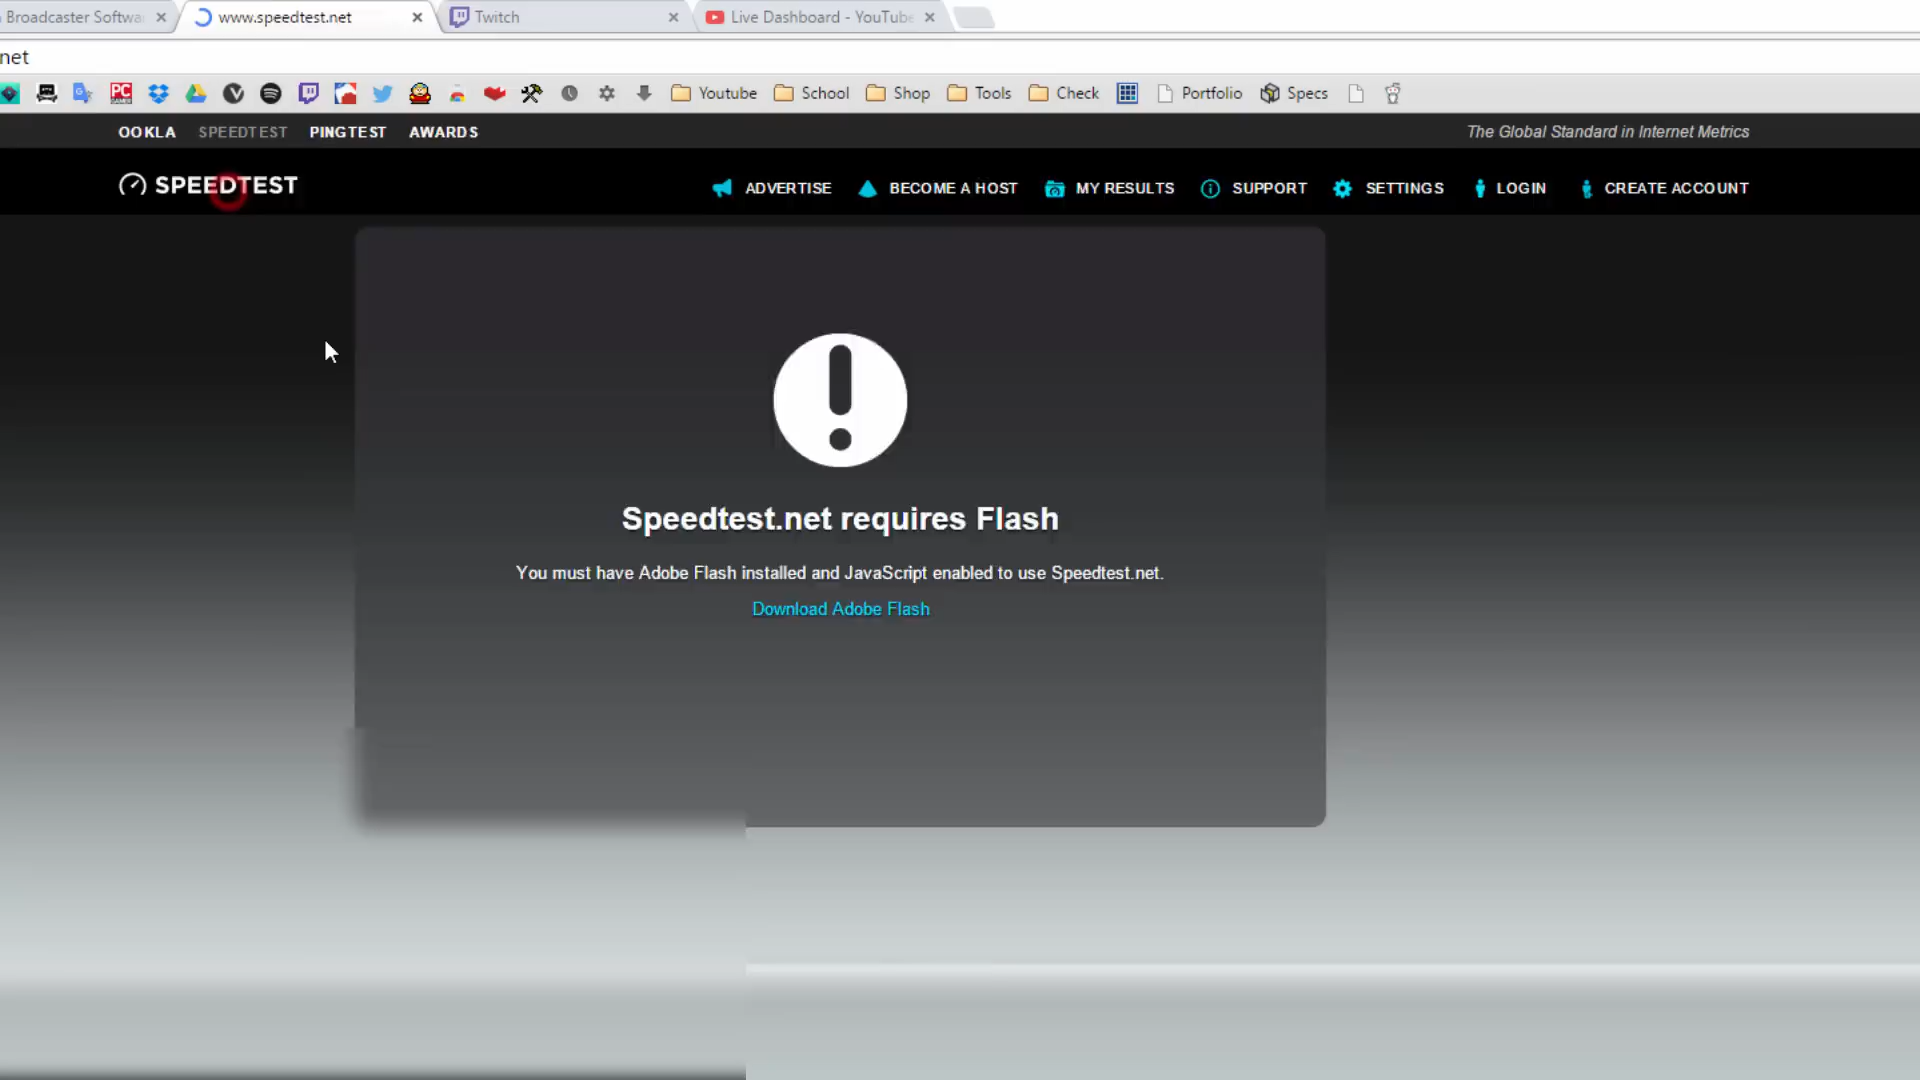 Broadcaster Softwa
www.speedtest.net
Twitch
Live Dashboard - YouTube
net
Youtube
School
Shop
Tools
Check
Portfolio
Specs
OOKLA SPEEDTEST PINGTEST AWARDS
The Global Standard in Internet Metrics
SPEEDTEST
ADVERTISE
BECOME A HOST
MY RESULTS
SUPPORT
SETTINGS
LOGIN
CREATE ACCOUNT
Speedtest.net requires Flash
You must have Adobe Flash installed and JavaScript enabled to use Speedtest.net.
Download Adobe Flash